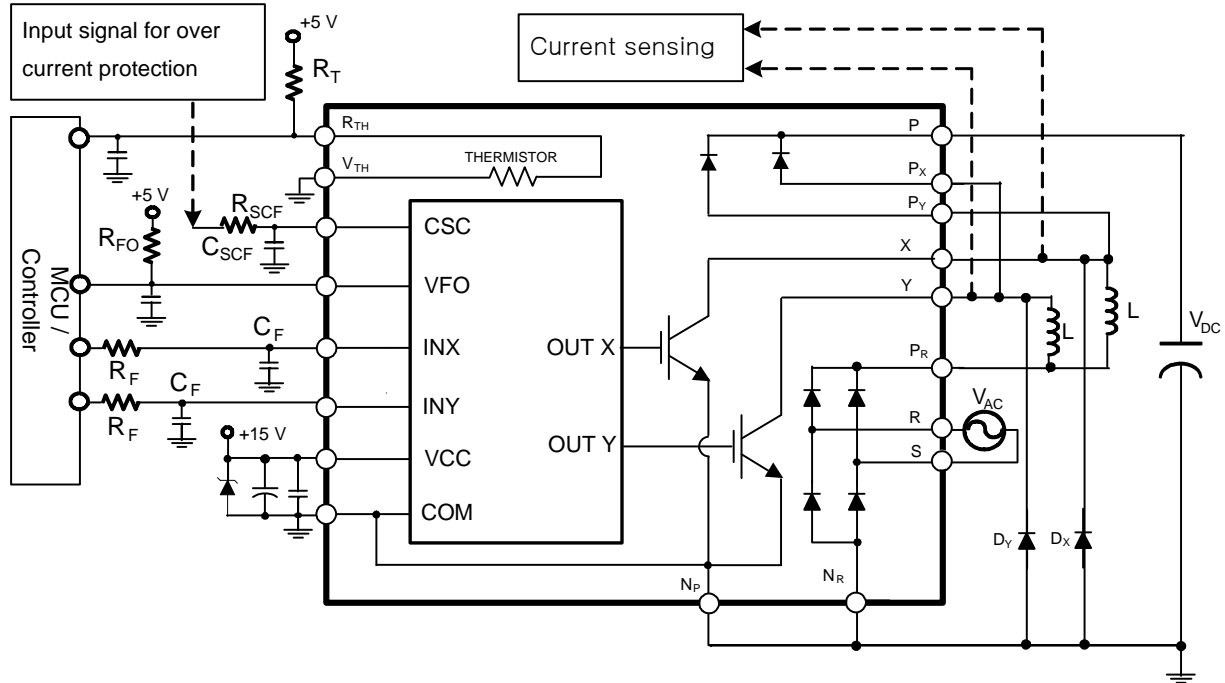 Input signal for over
current protection
+5 V
R_T
Current sensing
MCU /
Controller
+5 V
R_FO
R_SCF
C_SCF
R_F
C_F
R_F
C_F
+15 V
R_TH
V_TH
THERMISTOR
CSC
VFO
INX
INY
VCC
COM
OUT X
OUT Y
P
P_X
P_Y
X
Y
P_R
R
S
N_P
N_R
L
L
V_AC
V_DC
D_Y
D_X